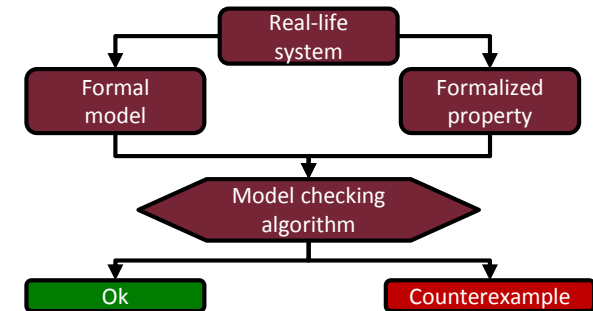 Real-life
system
Formal
model
Formalized
property
Model checking
algorithm
Ok
Counterexample